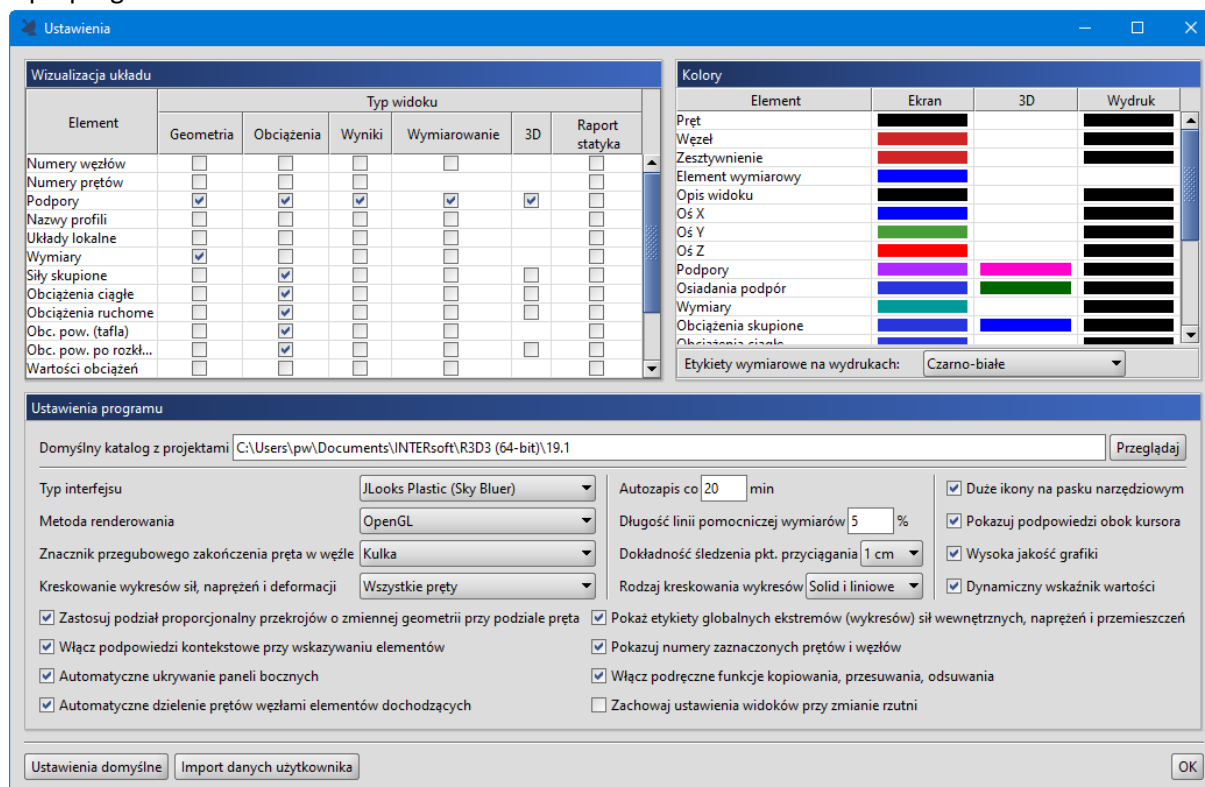 Ustawienia
Wizualizacja układu
Element
Typ widoku
Geometria Obciążenia Wyniki Wymiarowanie 3D Raport statyka
Numery węzłów
Numery prętów
Podpory
Nazwy profili
Układy lokalne
Wymiary
Siły skupione
Obciążenia ciągłe
Obciążenia ruchome
Obc. pow. (tafla)
Obc. pow. po rozkł...
Wartości obciążeń
Kolory
Element Ekran 3D Wydruk
Pręt
Węzeł
Zesztywnienie
Element wymiarowy
Opis widoku
Oś X
Oś Y
Oś Z
Podpory
Osiadania podpór
Wymiary
Obciążenia skupione
Obciążenia ciągłe
Etykiety wymiarowe na wydrukach: Czarno-białe
Ustawienia programu
Domyślny katalog z projektami C:\Users\pw\Documents\INTERsoft\R3D3 (64-bit)\19.1 Przeglądaj
Typ interfejsu JLooks Plastic (Sky Bluer) Autozapis co 20 min Duże ikony na pasku narzędziowym
Metoda renderowania OpenGL Długość linii pomocniczej wymiarów 5 % Pokazuj podpowiedzi obok kursora
Znacznik przegubowego zakończenia pręta w węźle Kulka Dokładność śledzenia pkt. przyciągania 1 cm Wysoka jakość grafiki
Kreskowanie wykresów sił, naprężeń i deformacji Wszystkie pręty Rodzaj kreskowania wykresów Solid i liniowe Dynamiczny wskaźnik wartości
Zastosuj podział proporcjonalny przekrojów o zmiennej geometrii przy podziale pręta Pokaż etykiety globalnych ekstremów (wykresów) sił wewnętrznych, naprężeń i przemieszczeń
Włącz podpowiedzi kontekstowe przy wskazywaniu elementów Pokazuj numery zaznaczonych prętów i węzłów
Automatyczne ukrywanie paneli bocznych Włącz podręczne funkcje kopiowania, przesuwania, odsuwania
Automatyczne dzielenie prętów węzłami elementów dochodzących Zachowaj ustawienia widoków przy zmianie rzutni
Ustawienia domyślne Import danych użytkownika OK